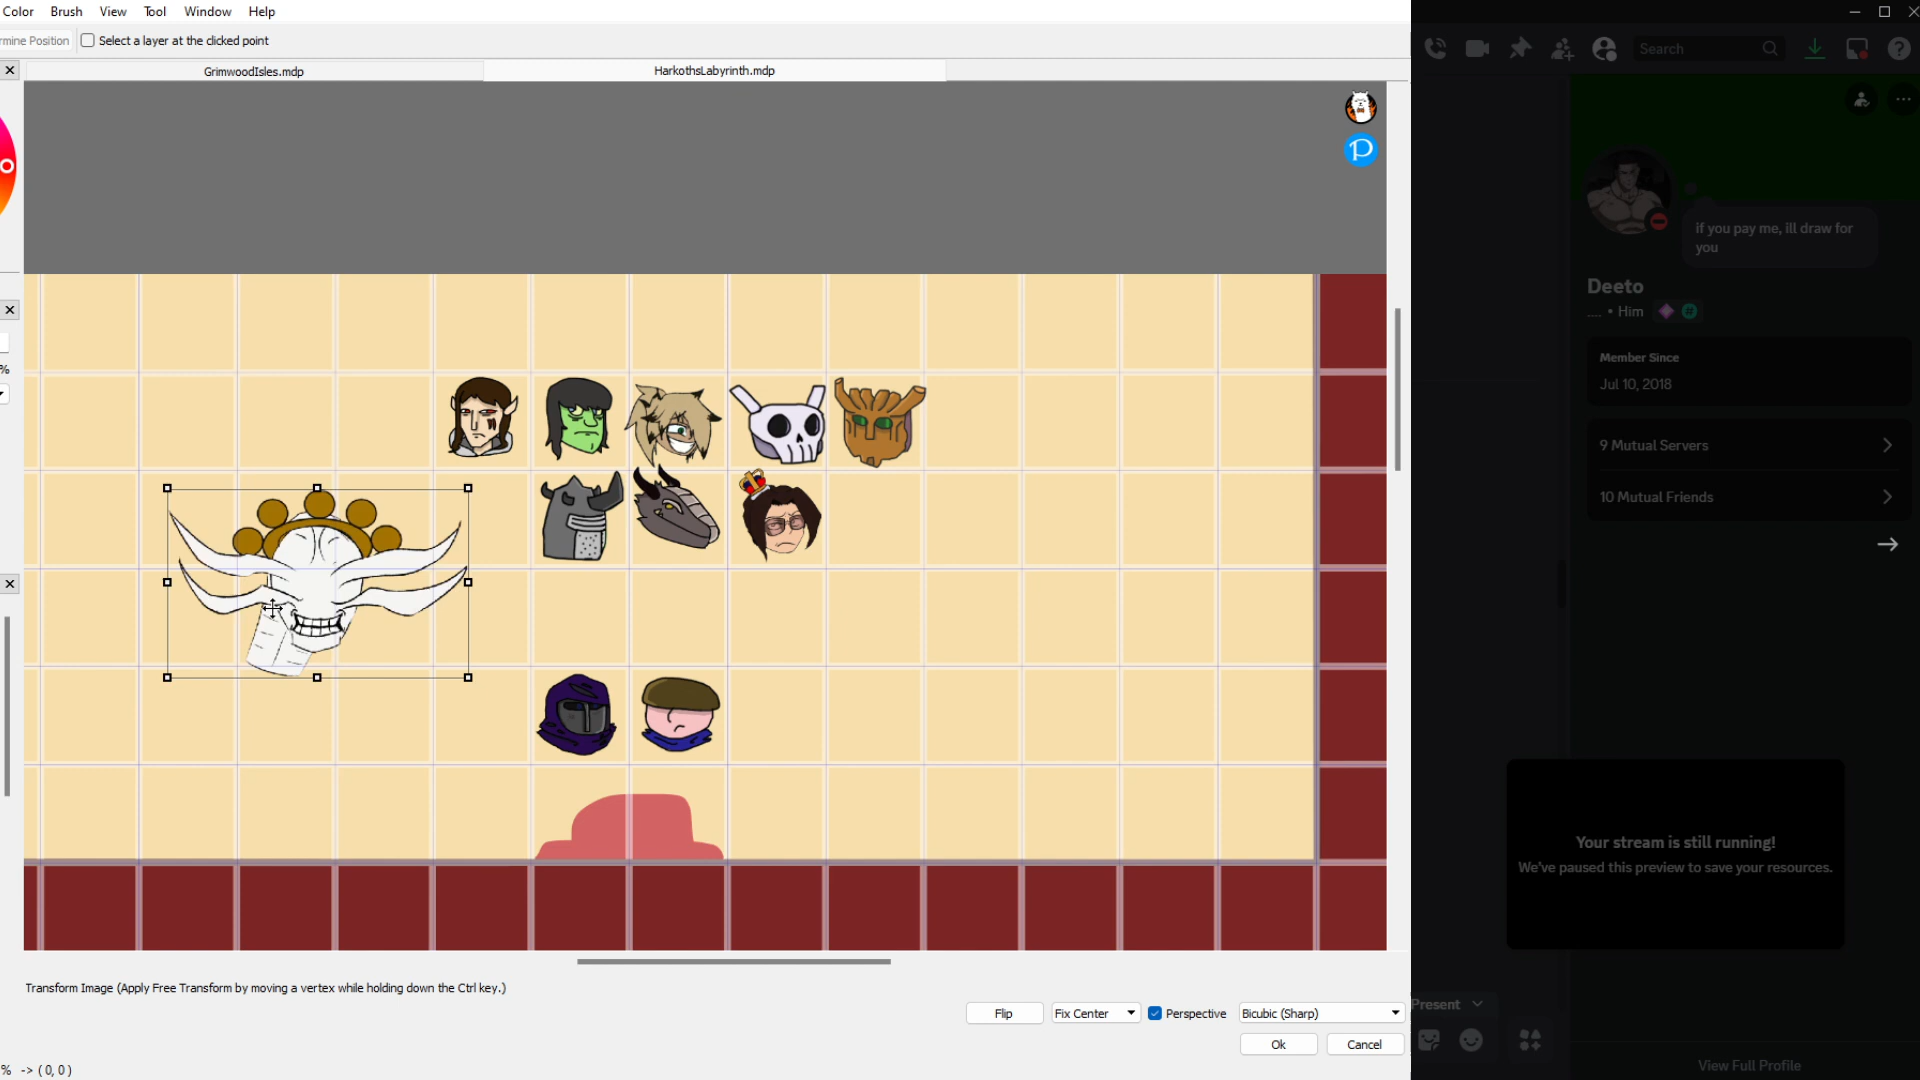 Color Brush View Tool Window Help
rmine Position Select a layer at the clicked point
GrimwoodIsles.mdp HarkothsLabyrinth.mdp
%
Transform Image (Apply Free Transform by moving a vertex while holding down the Ctrl key.)
Flip Fix Center Perspective Bicubic (Sharp)
Ok Cancel
% -> ( 0, 0 )
Search
if you pay me, ill draw for
you
Deeto
.... • Him
Member Since
Jul 10, 2018
9 Mutual Servers
10 Mutual Friends
Your stream is still running!
We've paused this preview to save your resources.
Present
View Full Profile